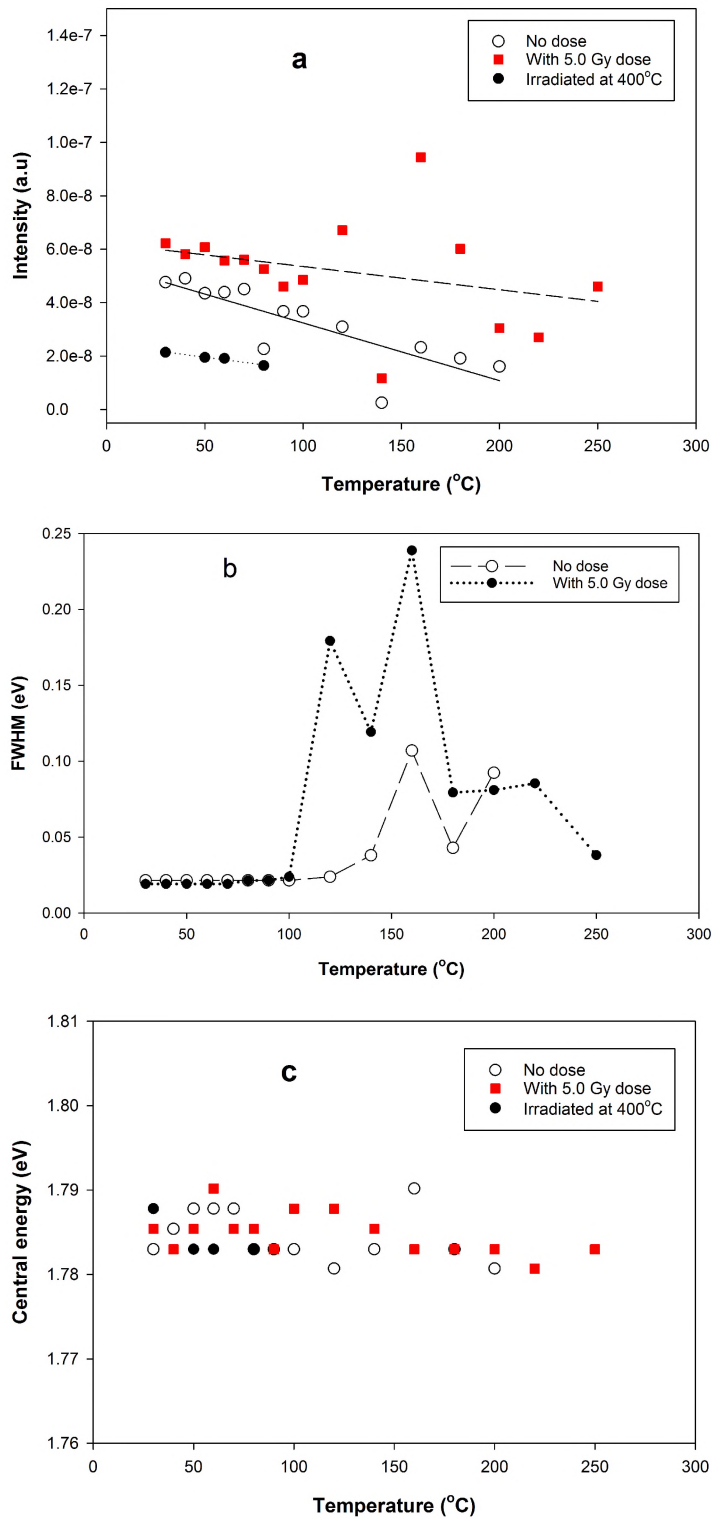 a
1.4e-7
1.2e-7
1.0e-7
8.0e-8
6.0e-8
4.0e-8
2.0e-8
0.0
Intensity (a.u)
No dose
With 5.0 Gy dose
Irradiated at 400°C
0 50 100 150 200 250 300
Temperature (°C)
b
0.25
0.20
0.15
0.10
0.05
0.00
FWHM (eV)
No dose
With 5.0 Gy dose
0 50 100 150 200 250 300
Temperature (°C)
c
1.81
1.80
1.79
1.78
1.77
1.76
Central energy (eV)
No dose
With 5.0 Gy dose
Irradiated at 400°C
0 50 100 150 200 250 300
Temperature (°C)